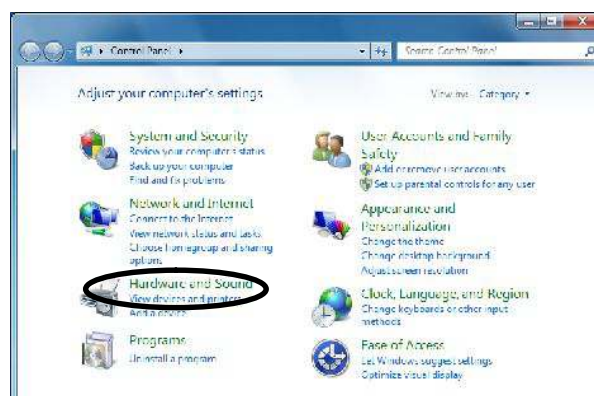 Control Panel
Search Control Panel
Adjust your computer's settings
View by: Category
System and Security
Review your computer's status
Back up your computer
Find and fix problems
Network and Internet
Connect to the Internet
View network status and tasks
Choose homegroup and sharing
options
Hardware and Sound
View devices and printers
Add a device
Programs
Uninstall a program
User Accounts and Family
Safety
Add or remove user accounts
Set up parental controls for any user
Appearance and
Personalization
Change the theme
Change desktop background
Adjust screen resolution
Clock, Language, and Region
Change keyboards or other input
methods
Ease of Access
Let Windows suggest settings
Optimize visual display